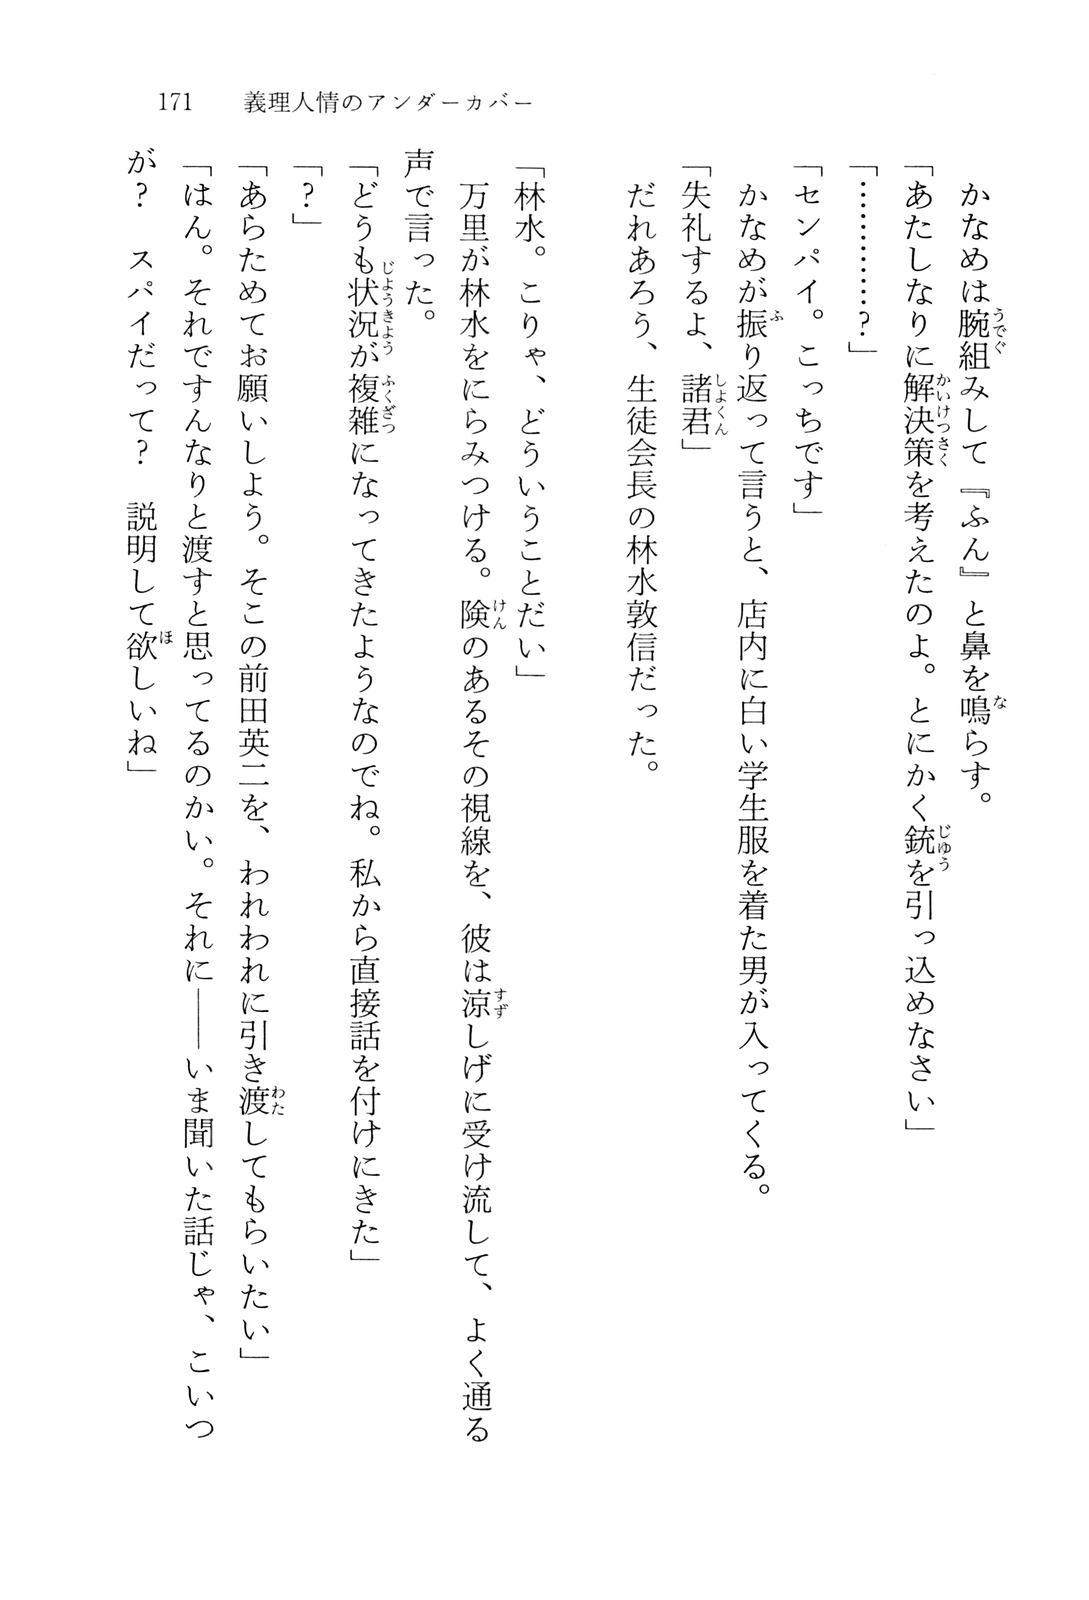 171 義理人情のアンダーカバー
かなめは腕組みして『ふん』と鼻を鳴らす。
「あたしなりに解決策を考えたのよ。とにかく銃を引っ込めなさい」
「…………?」
「センパイ。こっちです」
かなめが振り返って言うと、店内に白い学生服を着た男が入ってくる。
「失礼するよ、諸君」
だれあろう、生徒会長の林水敦信だった。
「林水。こりゃ、どういうことだい」
万里が林水をにらみつける。険のあるその視線を、彼は涼しげに受け流して、よく通る
声で言った。
「どうも状況が複雑になってきたようなのでね。私から直接話を付けにきた」
「?」
「あらためてお願いしよう。そこの前田英二を、われわれに引き渡してもらいたい」
「はん。それですんなりと渡すと思ってるのかい。それに――いま聞いた話じゃ、こいつ
が? スパイだって? 説明して欲しいね」